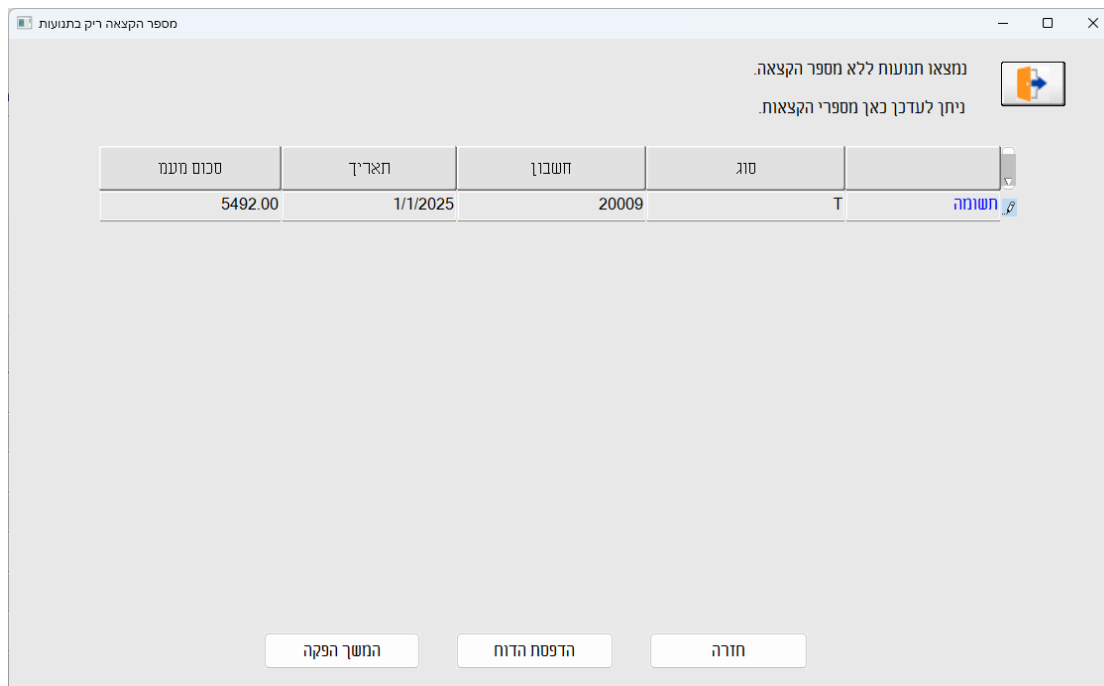 מספר הקצאה ריק בתנועות
נמצאו תנועות ללא מספר הקצאה.
ניתן לעדכן כאן מספרי הקצאות.
סוג חשבון תאריך סכום מעמ
תשומה T 20009 1/1/2025 5492.00
חזרה הדפסת הדוח המשך הפקה